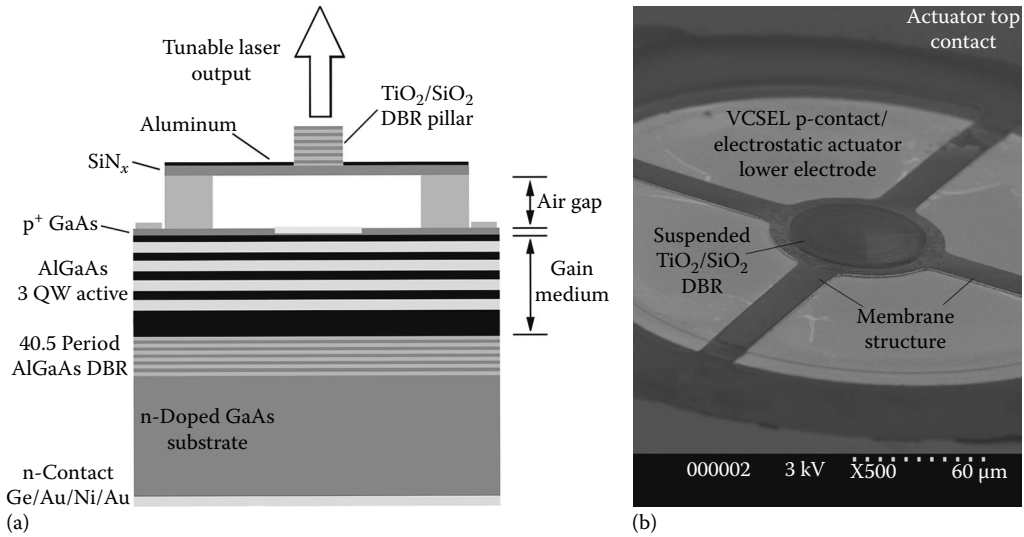 Tunable laser
output
TiO2/SiO2
DBR pillar
Aluminum
SiNx
Air gap
p+ GaAs
AlGaAs
3 QW active
Gain
medium
40.5 Period
AlGaAs DBR
n-Doped GaAs
substrate
n-Contact
Ge/Au/Ni/Au
(a)
Actuator top
contact
VCSEL p-contact/
electrostatic actuator
lower electrode
Suspended
TiO2/SiO2
DBR
Membrane
structure
000002 3 kV X500 60 μm
(b)